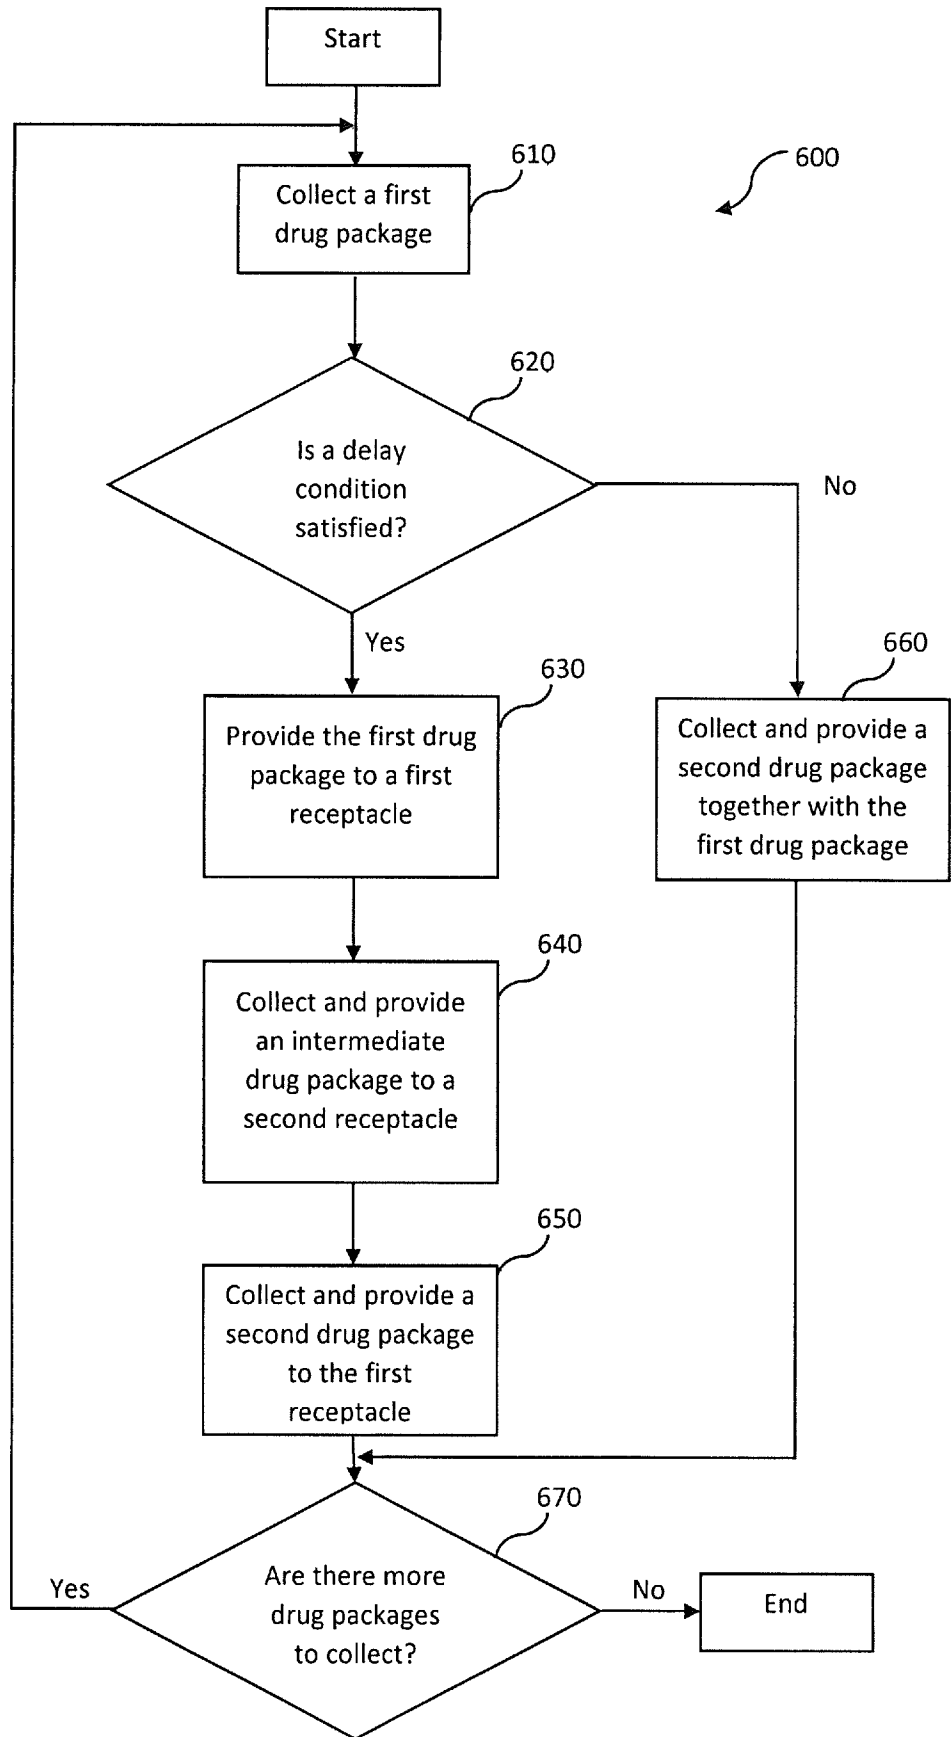 Start
610
600
Collect a first
drug package
620
Is a delay
condition
satisfied?
No
Yes
630
Provide the first drug
package to a first
receptacle
660
Collect and provide a
second drug package
together with the
first drug package
640
Collect and provide
an intermediate
drug package to a
second receptacle
650
Collect and provide a
second drug package
to the first
receptacle
670
Are there more
drug packages
to collect?
Yes
No
End